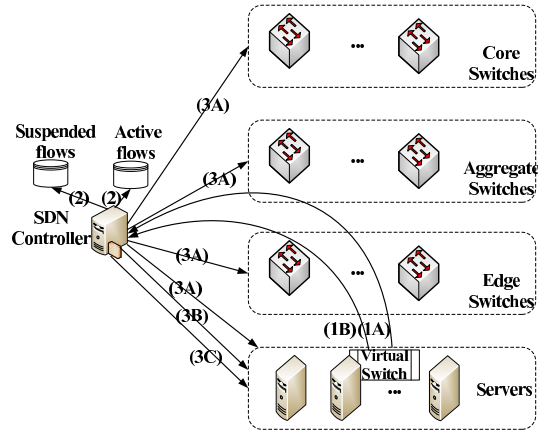 Core
Switches
(3A)
Suspended
flows
Active
flows
(2)
(2)
(3A)
Aggregate
Switches
SDN
Controller
(3A)
Edge
Switches
(3A)
(3B)
(3C)
(1B)
(1A)
Virtual
Switch
Servers
...
...
...
...